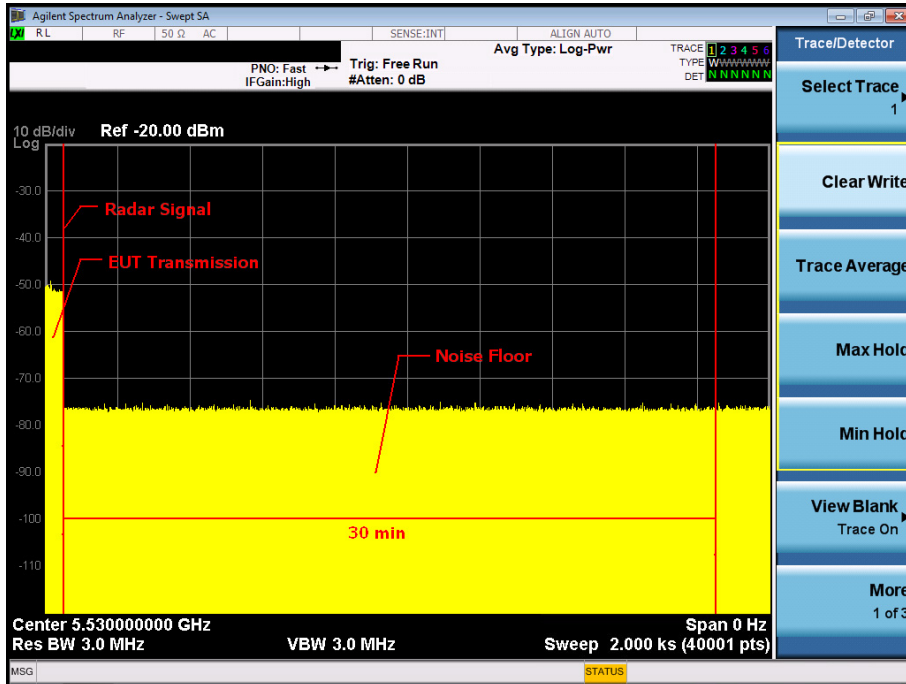 Agilent Spectrum Analyzer - Swept SA
LXI RL RF 50 Ω AC SENSE:INT ALIGN AUTO
Avg Type: Log-Pwr
TRACE 1 2 3 4 5 6
PNO: Fast Trig: Free Run
TYPE WWWWWW
IFGain:High #Atten: 0 dB
DET N N N N N N
10 dB/div Ref -20.00 dBm
Log
-30.0
Radar Signal
-40.0
EUT Transmission
-50.0
-60.0
Noise Floor
-70.0
-80.0
-90.0
-100
30 min
-110
Center 5.530000000 GHz Span 0 Hz
Res BW 3.0 MHz VBW 3.0 MHz Sweep 2.000 ks (40001 pts)
MSG STATUS
Trace/Detector
Select Trace
1
Clear Write
Trace Average
Max Hold
Min Hold
View Blank
Trace On
More
1 of 3